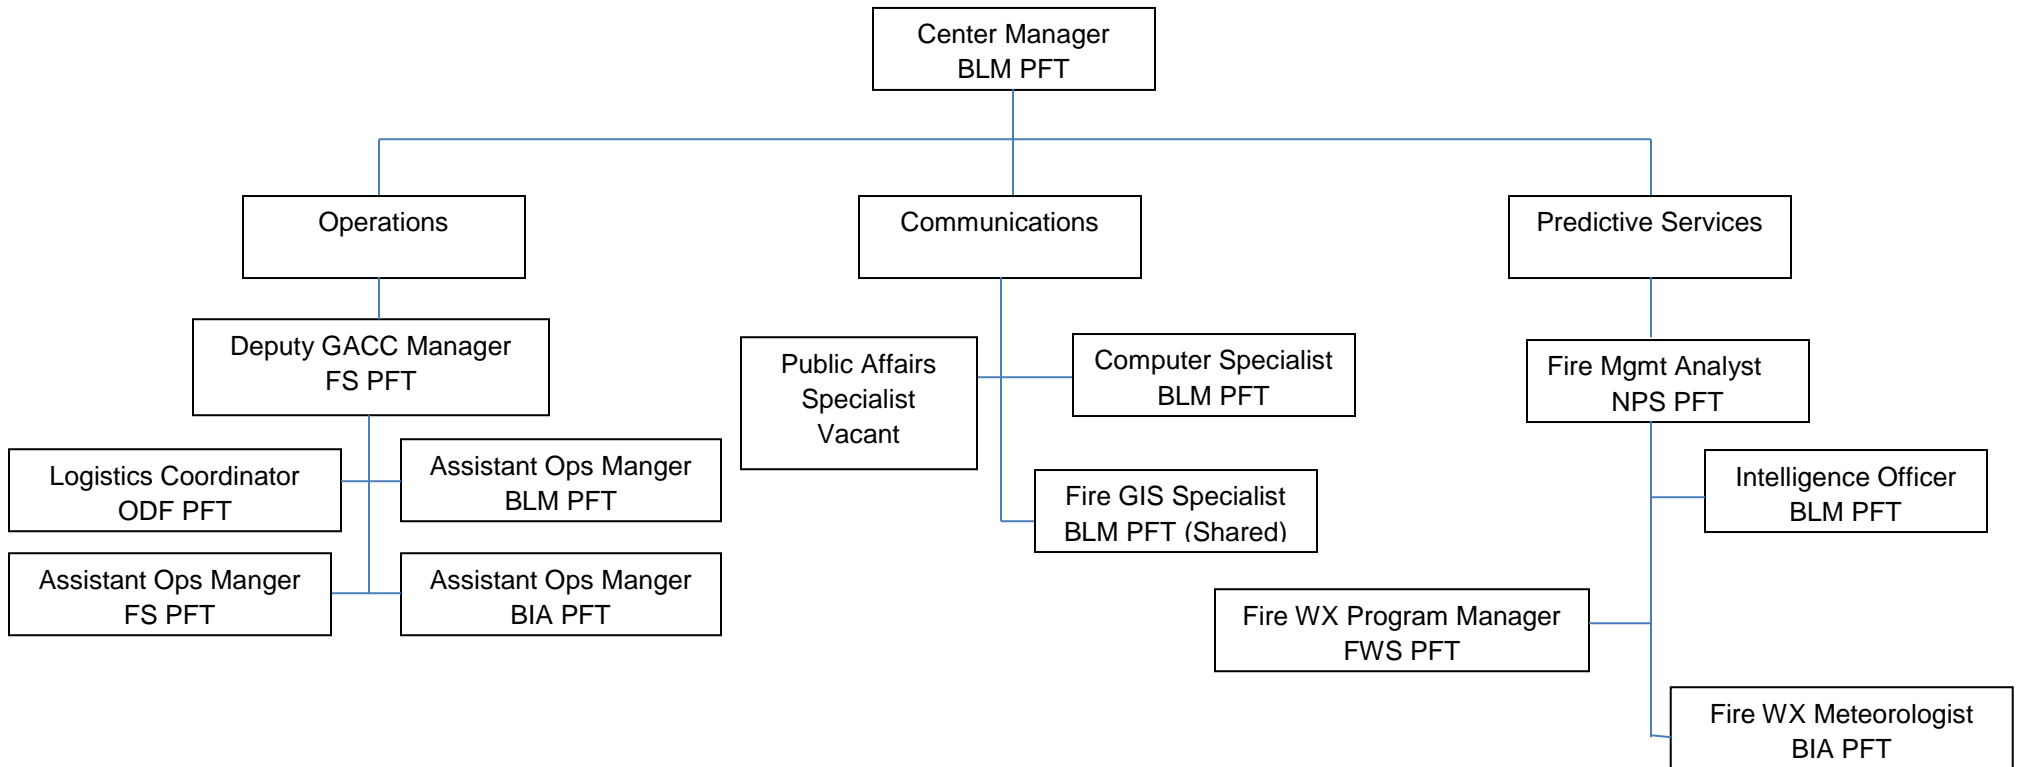 Center Manager
BLM PFT
Operations
Communications
Predictive Services
Deputy GACC Manager
FS PFT
Public Affairs
Specialist
Vacant
Computer Specialist
BLM PFT
Fire Mgmt Analyst
NPS PFT
Logistics Coordinator
ODF PFT
Assistant Ops Manger
BLM PFT
Fire GIS Specialist
BLM PFT (Shared)
Intelligence Officer
BLM PFT
Assistant Ops Manger
FS PFT
Assistant Ops Manger
BIA PFT
Fire WX Program Manager
FWS PFT
Fire WX Meteorologist
BIA PFT